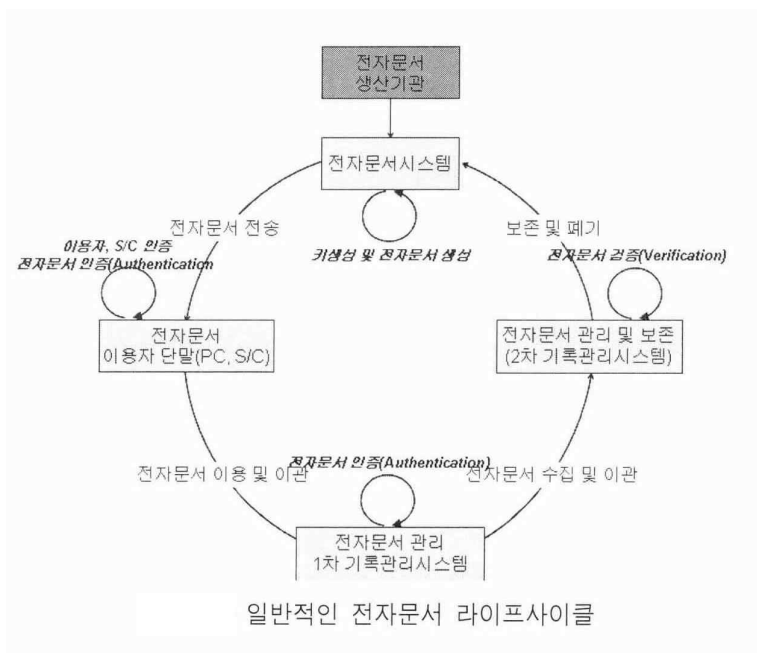 전자문서
생산기관
전자문서시스템
전자문서 전송
보존 및 폐기
이용자, S/C 인증
전자문서 인증(Authentication
키생성 및 전자문서 생성
전자문서 검증(Verification)
전자문서
이용자 단말(PC, S/C)
전자문서 관리 및 보존
(2차 기록관리시스템)
전자문서 인증(Authentication)
전자문서 이용 및 이관
전자문서 수집 및 이관
전자문서 관리
1차 기록관리시스템
일반적인 전자문서 라이프사이클